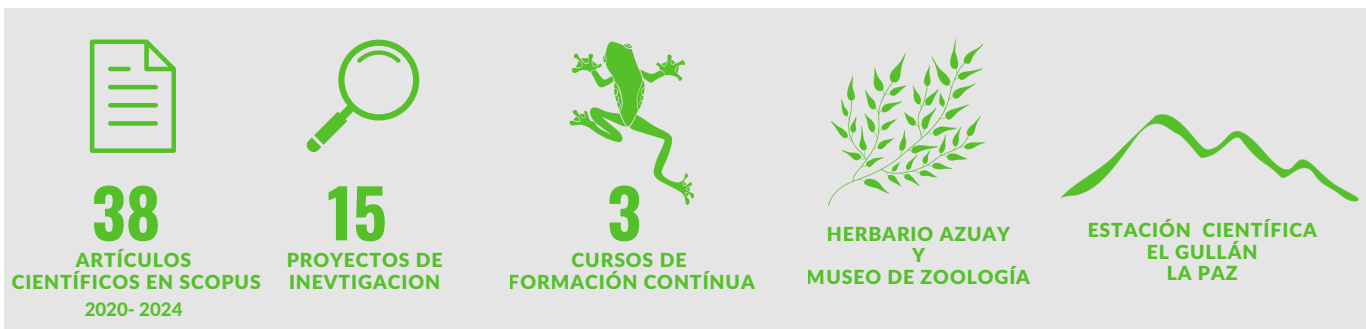 38
ARTÍCULOS
CIENTÍFICOS EN SCOPUS
2020- 2024
15
PROYECTOS DE
INEVTIGACION
3
CURSOS DE
FORMACIÓN CONTÍNUA
HERBARIO AZUAY
Y
MUSEO DE ZOOLOGÍA
ESTACIÓN CIENTÍFICA
EL GULLÁN
LA PAZ